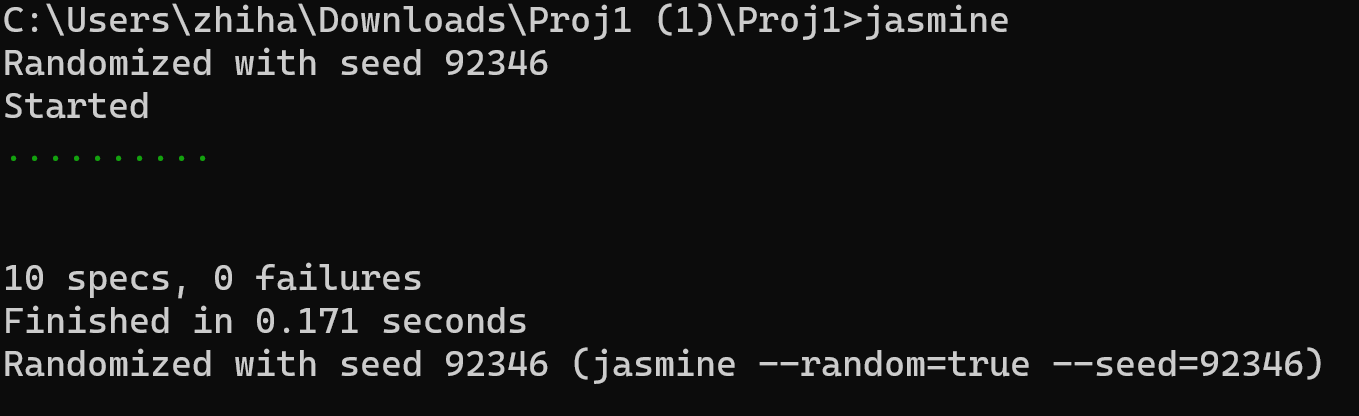 C:\Users\zhiha\Downloads\Proj1 (1)\Proj1>jasmine
Randomized with seed 92346
Started
..........
10 specs, 0 failures
Finished in 0.171 seconds
Randomized with seed 92346 (jasmine --random=true --seed=92346)